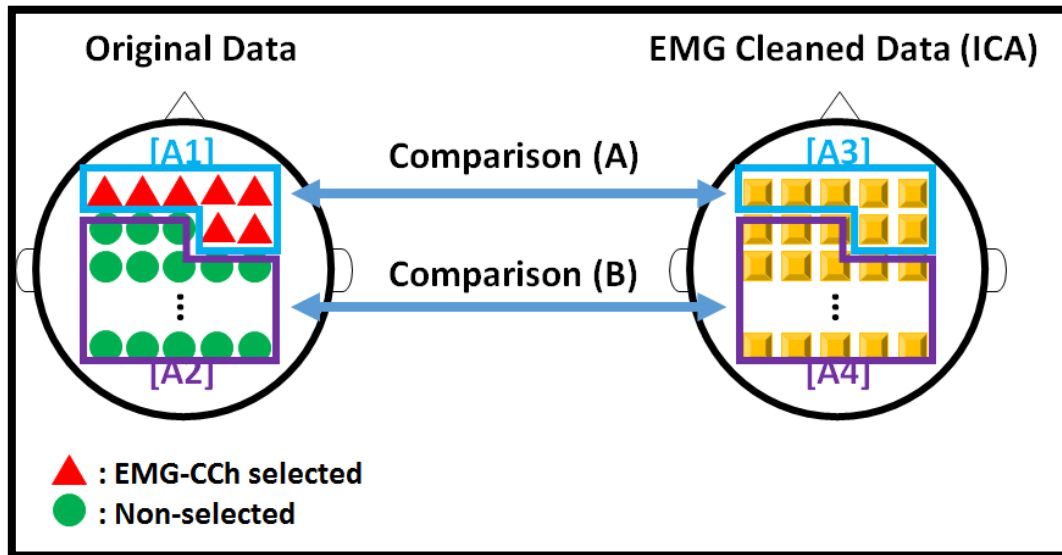 Original Data
EMG Cleaned Data (ICA)
[A1]
[A3]
Comparison (A)
Comparison (B)
[A2]
[A4]
: EMG-CCh selected
: Non-selected